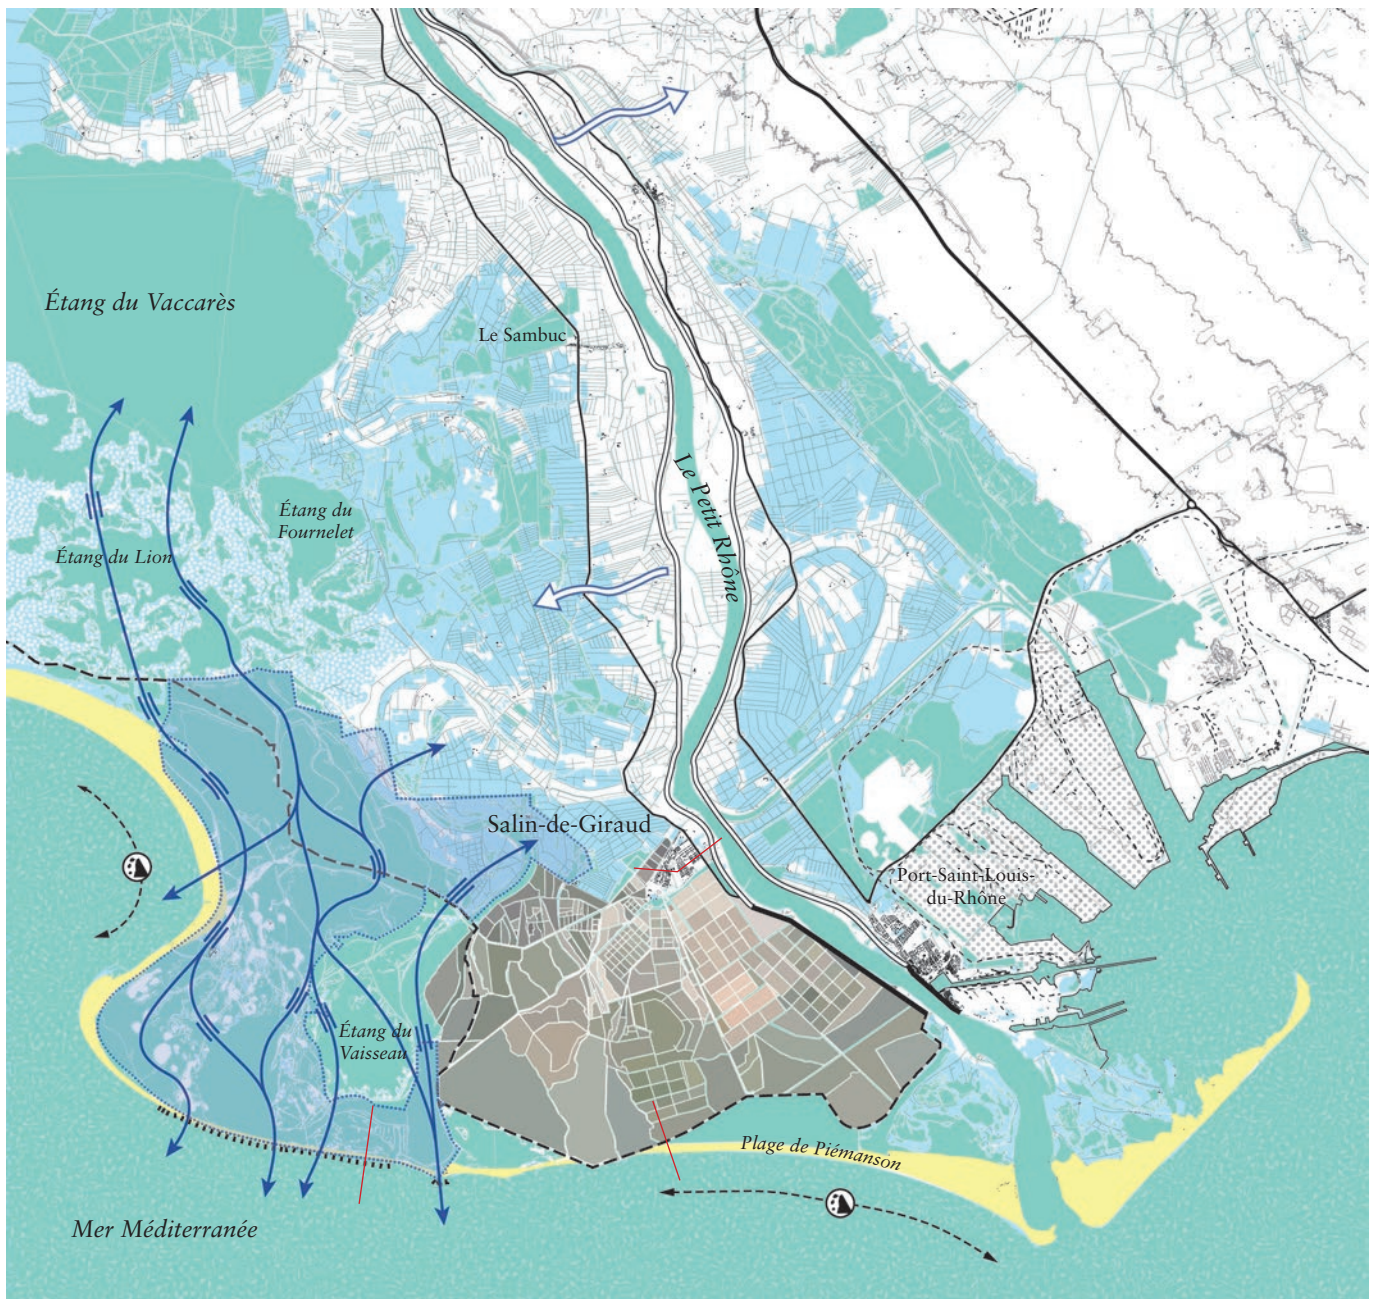 Étang du Vaccarès
Le Sambuc
Le Petit Rhône
Étang du
Fournelet
Étang du Lion
Salin-de-Giraud
Port-Saint-Louis-
du-Rhône
Étang du
Vaisseau
Plage de Piémanson
Mer Méditerranée